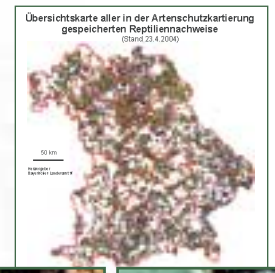 Übersichtskarte aller in der Artenschutzkartierung
gespeicherten Reptiliennachweise
(Stand 23.4.2004)
50 km